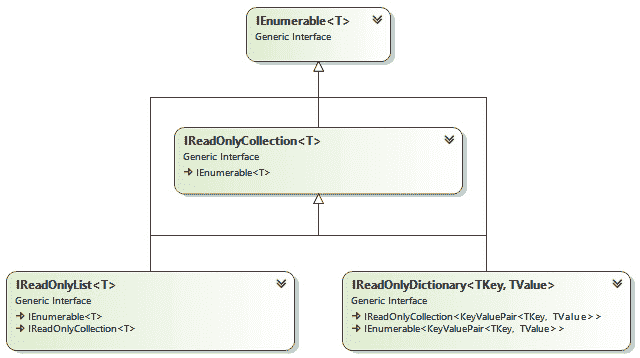 IEnumerable<T>
Generic Interface
IReadOnlyCollection<T>
Generic Interface
IEnumerable<T>
IReadOnlyList<T>
Generic Interface
IEnumerable<T>
IReadOnlyCollection<T>
IReadOnlyDictionary<TKey, TValue>
Generic Interface
IReadOnlyCollection<KeyValuePair<TKey, TValue>>
IEnumerable<KeyValuePair<TKey, TValue>>